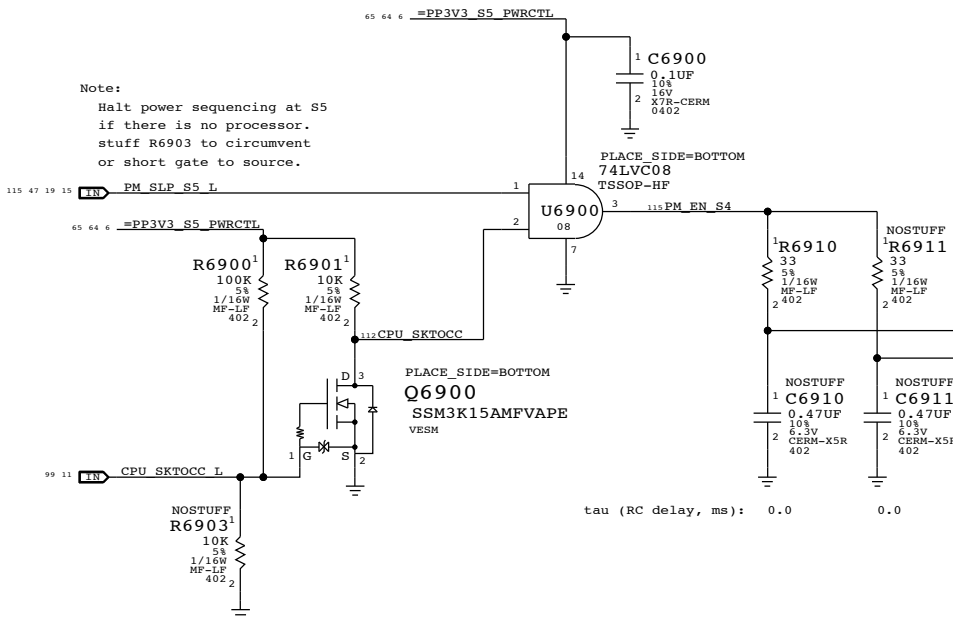 65 64 6 =PP3V3_S5_PWRCTL
1 C6900
0.1UF
10%
16V
2 X7R-CERM
0402
Note:
Halt power sequencing at S5
if there is no processor.
stuff R6903 to circumvent
or short gate to source.
PLACE_SIDE=BOTTOM
74LVC08
14 TSSOP-HF
115 47 19 15 IN PM_SLP_S5_L 1
U6900 3 115 PM_EN_S4
65 64 6 =PP3V3_S5_PWRCTL 2
08
7
R6900 1
100K
5%
1/16W
MF-LF
402 2
R6901 1
10K
5%
1/16W
MF-LF
402 2
1 R6910
33
5%
1/16W
MF-LF
2 402
NOSTUFF
1 R6911
33
5%
1/16W
MF-LF
2 402
112 CPU_SKTOCC
D 3
PLACE_SIDE=BOTTOM
Q6900
SSM3K15AMFVAPE
VESM
1 G S 2
NOSTUFF
1 C6910
0.47UF
10%
6.3V
2 CERM-X5R
402
NOSTUFF
1 C6911
0.47UF
10%
6.3V
2 CERM-X5R
402
99 11 IN CPU_SKTOCC_L
NOSTUFF
R6903 1
10K
5%
1/16W
MF-LF
402 2
tau (RC delay, ms): 0.0 0.0